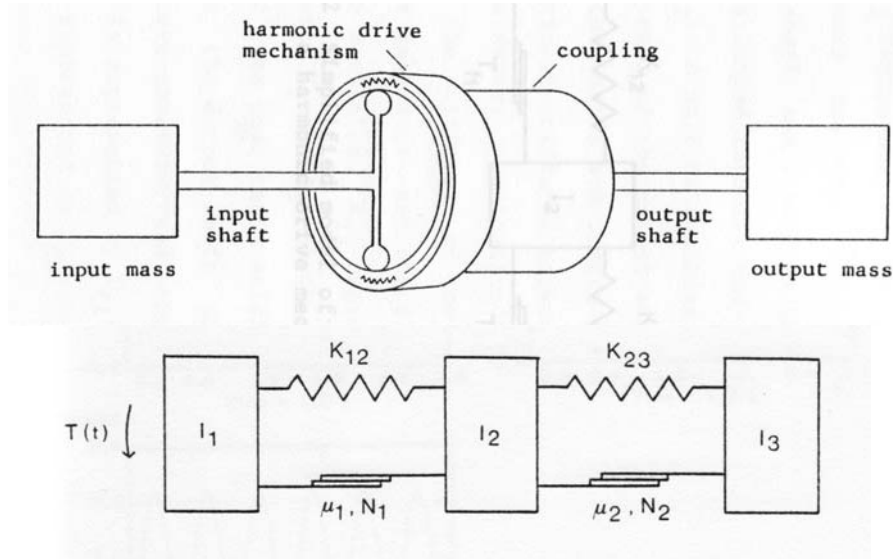 harmonic drive
mechanism
coupling
input
shaft
output
shaft
input mass
output mass
K12
K23
T(t)
I1
I2
I3
μ1, N1
μ2, N2